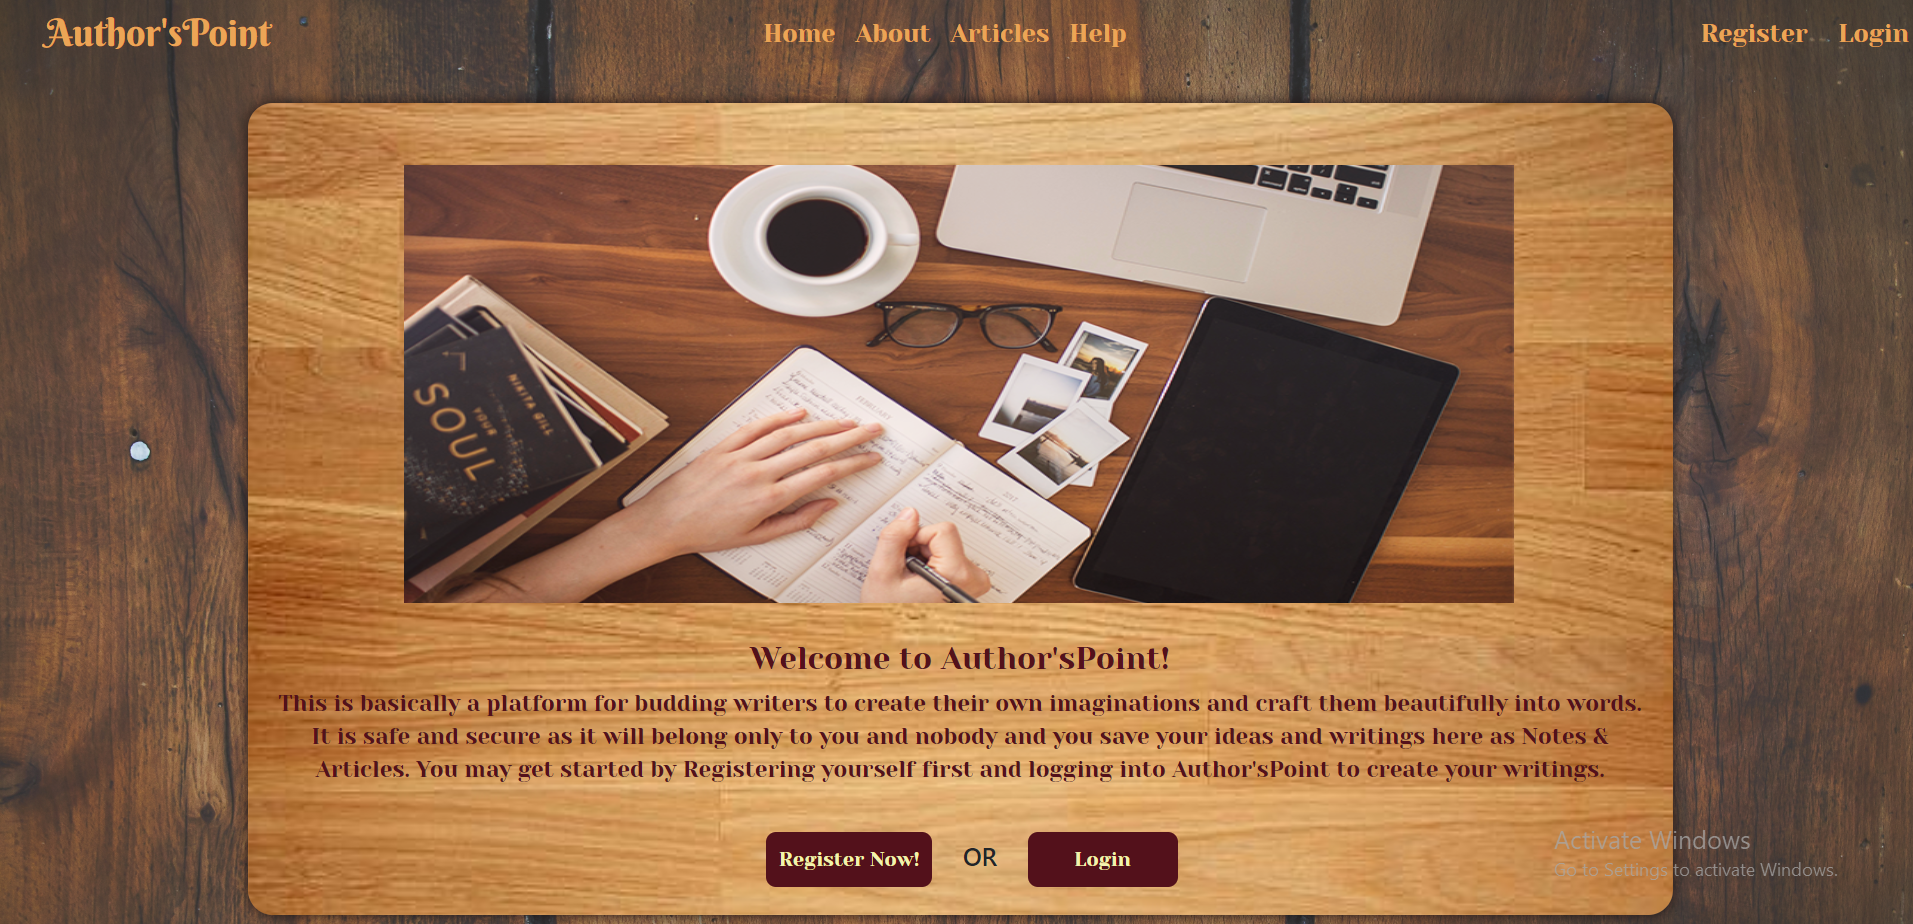 Author'sPoint
Home About Articles Help
Register Login
SOUL
YOUR
NIKITA GILL
FEBRUARY
Welcome to Author'sPoint!
This is basically a platform for budding writers to create their own imaginations and craft them beautifully into words.
It is safe and secure as it will belong only to you and nobody and you save your ideas and writings here as Notes &
Articles. You may get started by Registering yourself first and logging into Author'sPoint to create your writings.
Register Now! OR Login
Activate Windows
Go to Settings to activate Windows.